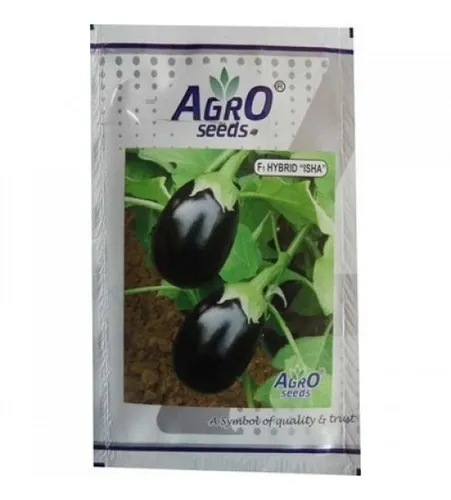 AGRO®
seeds
F1 HYBRID "ISHA"
AGRO
seeds
A Symbol of quality & trust